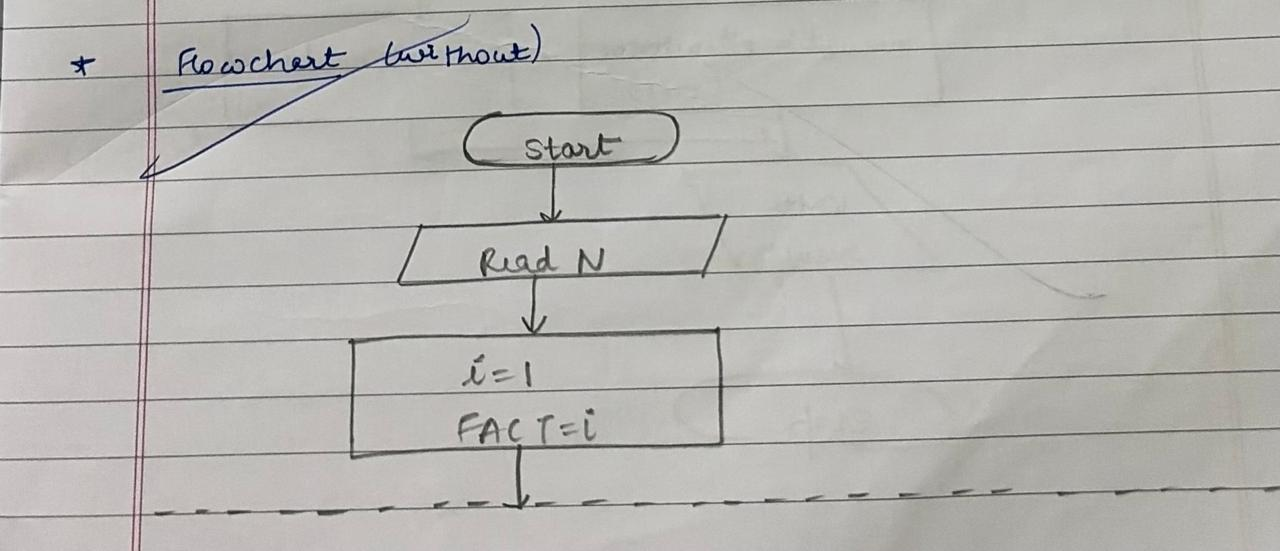 * Flowchart (without)
Start
Read N
i=1
FACT=i